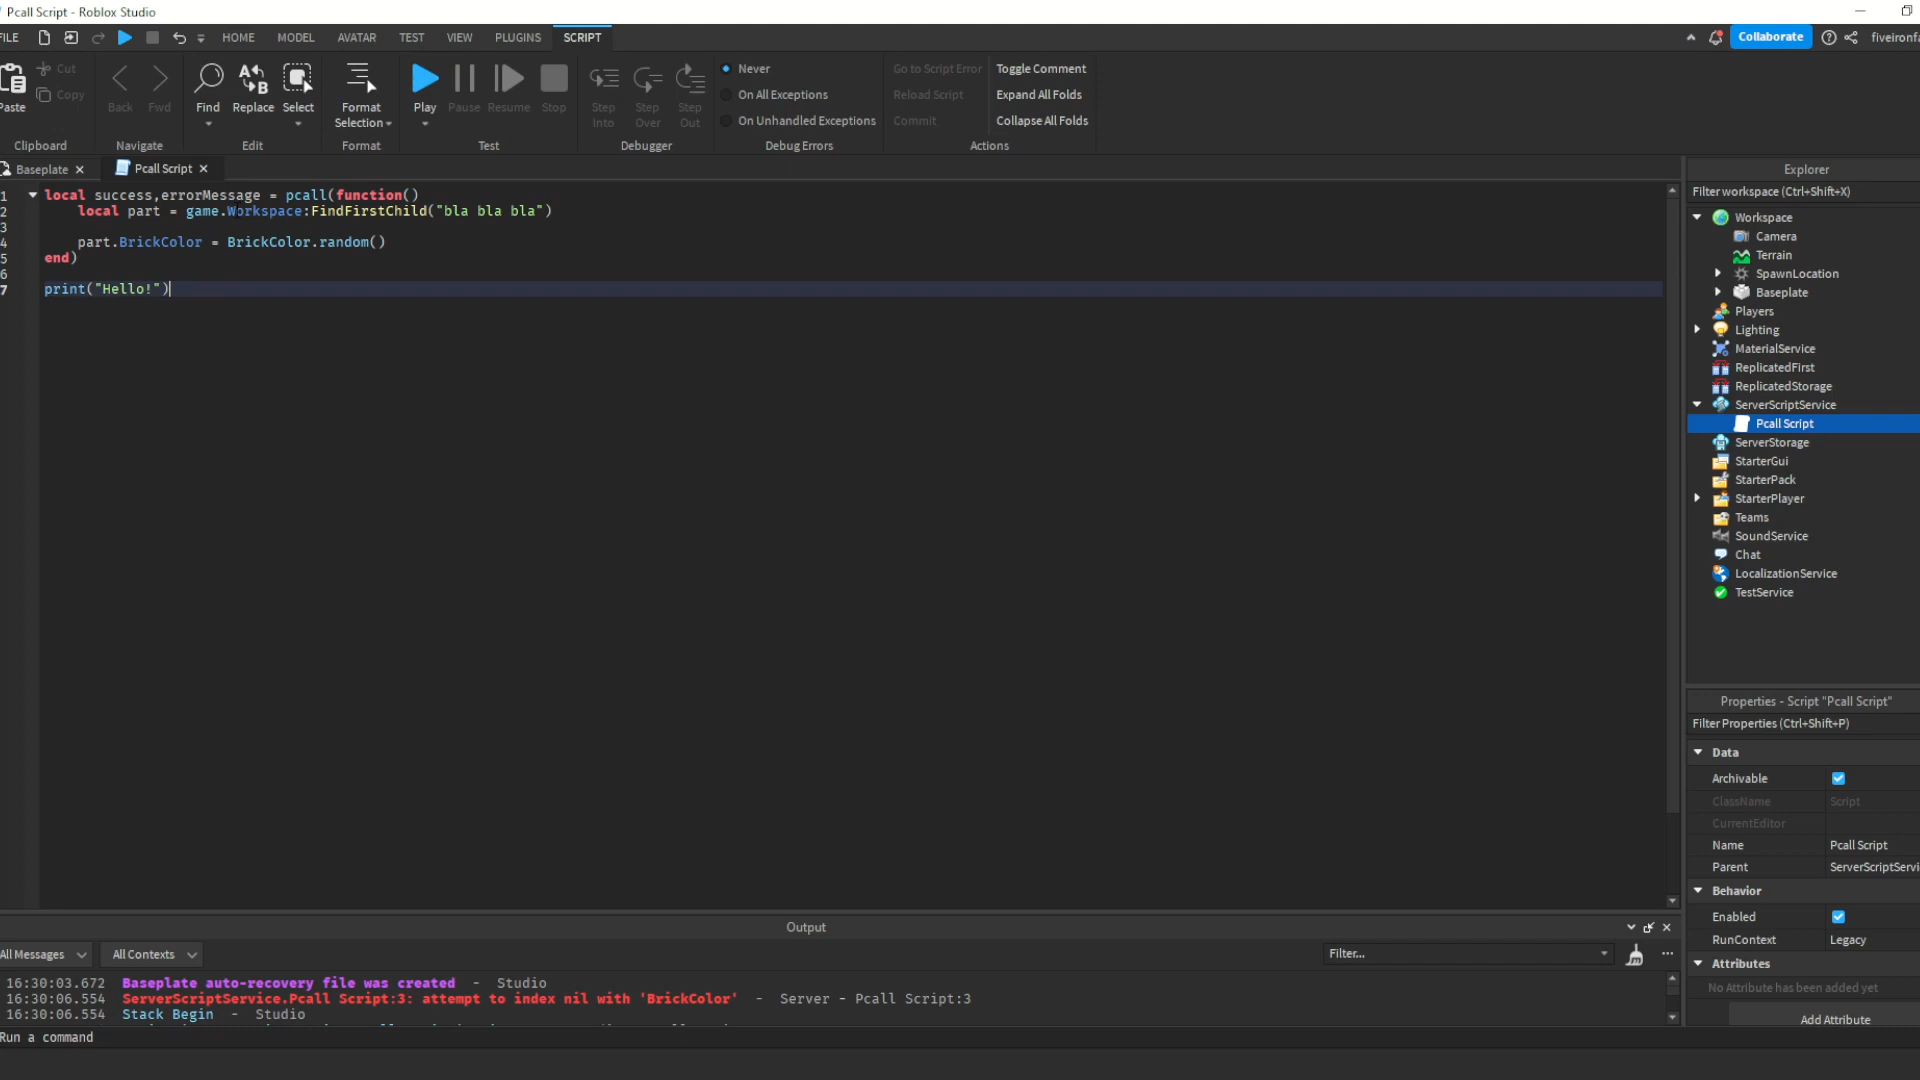 Pcall Script - Roblox Studio
FILE HOME MODEL AVATAR TEST VIEW PLUGINS SCRIPT Collaborate
Paste Cut Copy
Back Fwd
Find Replace Select
Format Selection
Play Pause Resume Stop
Step Into Step Over Step Out
Never
On All Exceptions
On Unhandled Exceptions
Go to Script Error
Reload Script
Commit
Toggle Comment
Expand All Folds
Collapse All Folds
Clipboard Navigate Edit Format Test Debugger Debug Errors Actions
Baseplate Pcall Script
1 local success,errorMessage = pcall(function()
2 local part = game.Workspace:FindFirstChild("bla bla bla")
3
4 part.BrickColor = BrickColor.random()
5 end)
6
7 print("Hello!")
Explorer
Filter workspace (Ctrl+Shift+X)
Workspace
Camera
Terrain
SpawnLocation
Baseplate
Players
Lighting
MaterialService
ReplicatedFirst
ReplicatedStorage
ServerScriptService
Pcall Script
ServerStorage
StarterGui
StarterPack
StarterPlayer
Teams
SoundService
Chat
LocalizationService
TestService
Properties - Script "Pcall Script"
Filter Properties (Ctrl+Shift+P)
Data
Archivable
ClassName Script
CurrentEditor
Name Pcall Script
Parent ServerScriptServi
Behavior
Enabled
RunContext Legacy
Attributes
No Attribute has been added yet
Add Attribute
Output
All Messages All Contexts Filter...
16:30:03.672 Baseplate auto-recovery file was created - Studio
16:30:06.554 ServerScriptService.Pcall Script:3: attempt to index nil with 'BrickColor' - Server - Pcall Script:3
16:30:06.554 Stack Begin - Studio
Run a command